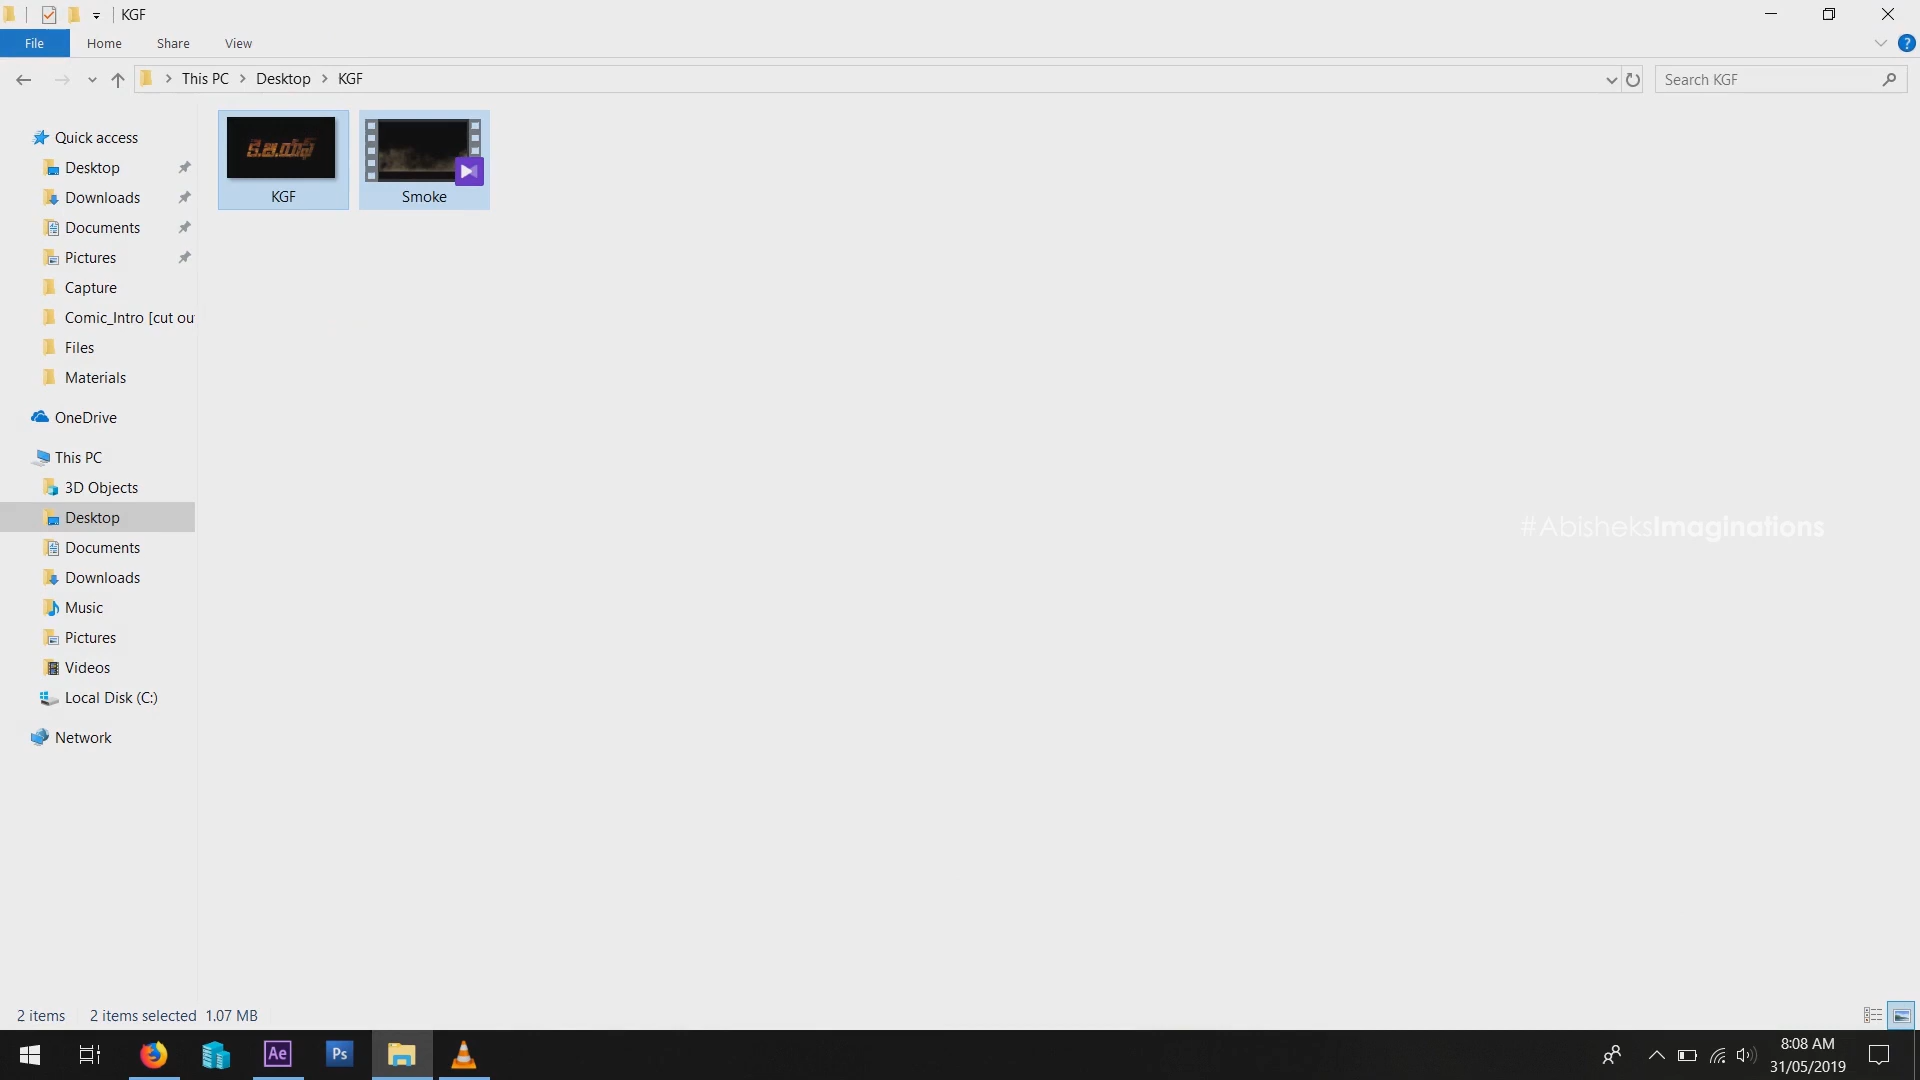 KGF
File Home Share View
This PC Desktop KGF
Search KGF
Quick access
Desktop
Downloads
Documents
Pictures
Capture
Comic_Intro [cut ou
Files
Materials
OneDrive
This PC
3D Objects
Desktop
Documents
Downloads
Music
Pictures
Videos
Local Disk (C:)
Network
కె.జి.యఫ్
KGF Smoke
#AbisheksImaginations
2 items 2 items selected 1.07 MB
Ae Ps
8:08 AM
31/05/2019